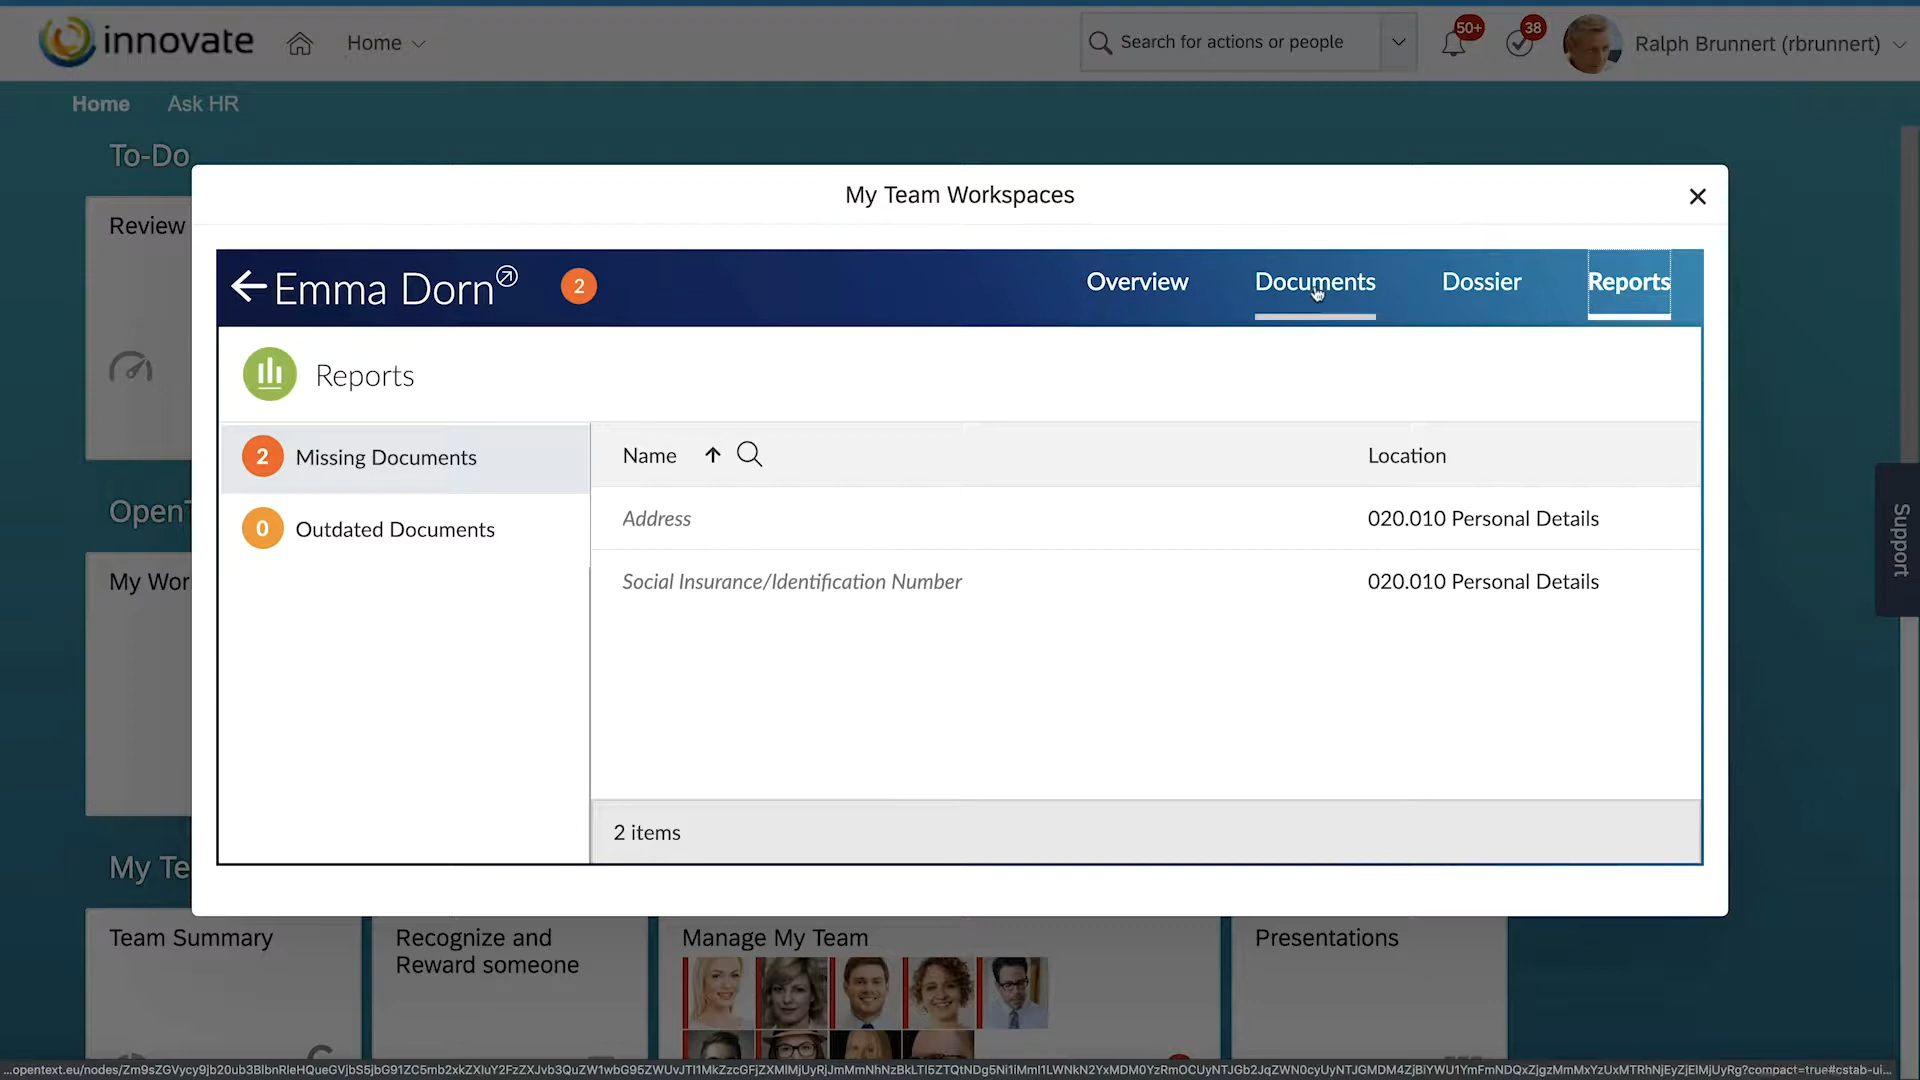 innovate
Home
Search for actions or people
50+
38
Ralph Brunnert (rbrunnert)
Home
Ask HR
To-Do
Review
My Team Workspaces
Emma Dorn
2
Overview
Documents
Dossier
Reports
Reports
2 Missing Documents
0 Outdated Documents
Name
Location
Address
020.010 Personal Details
Social Insurance/Identification Number
020.010 Personal Details
2 items
Support
OpenT
My Wor
My Te
Team Summary
Recognize and
Reward someone
Manage My Team
Presentations